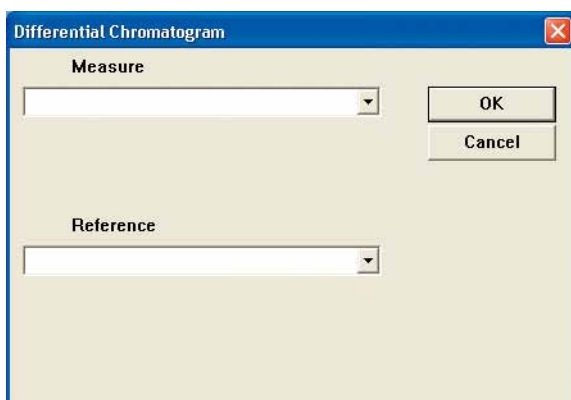 Differential Chromatogram
Measure
OK
Cancel
Reference